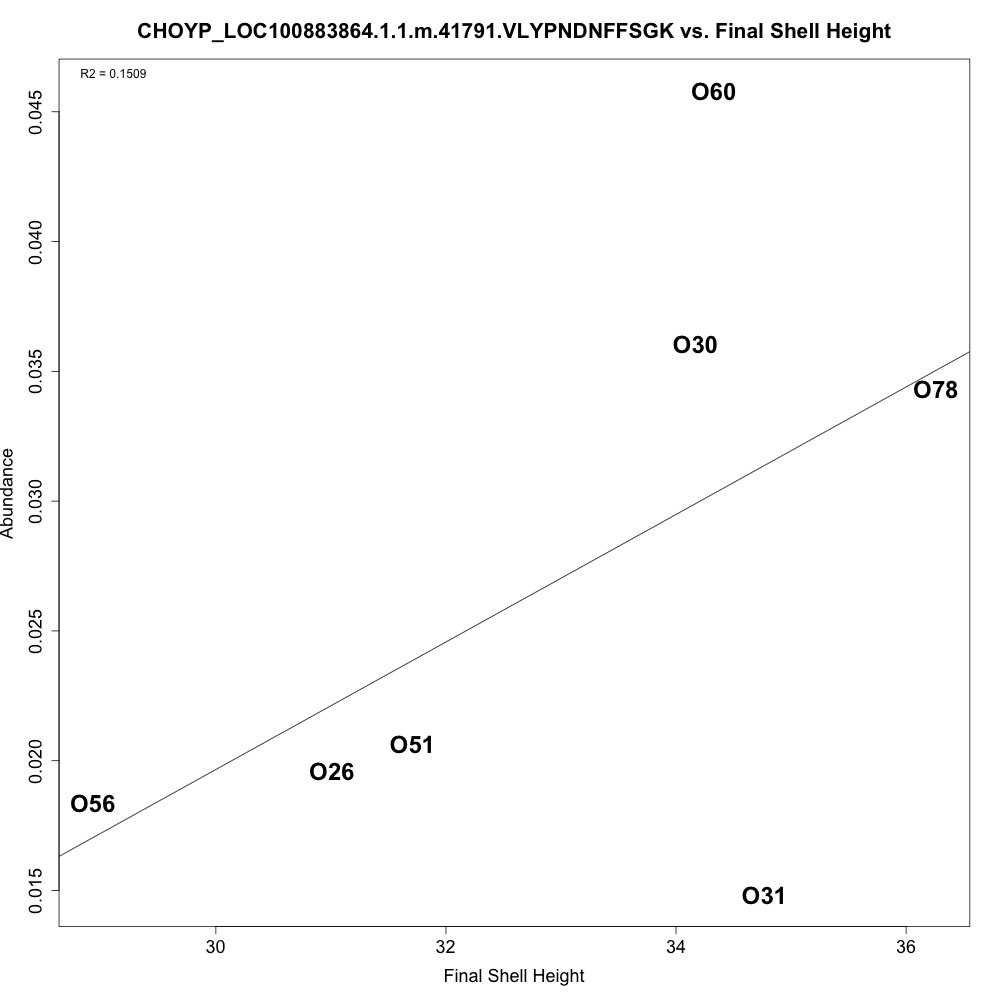 CHOYP_LOC100883864.1.1.m.41791.VLYPNDNFFSGK vs. Final Shell Height
R2 = 0.1509
O60
O30
O78
O51
O26
O56
O31
Abundance
0.045
0.040
0.035
0.030
0.025
0.020
0.015
30 32 34 36
Final Shell Height